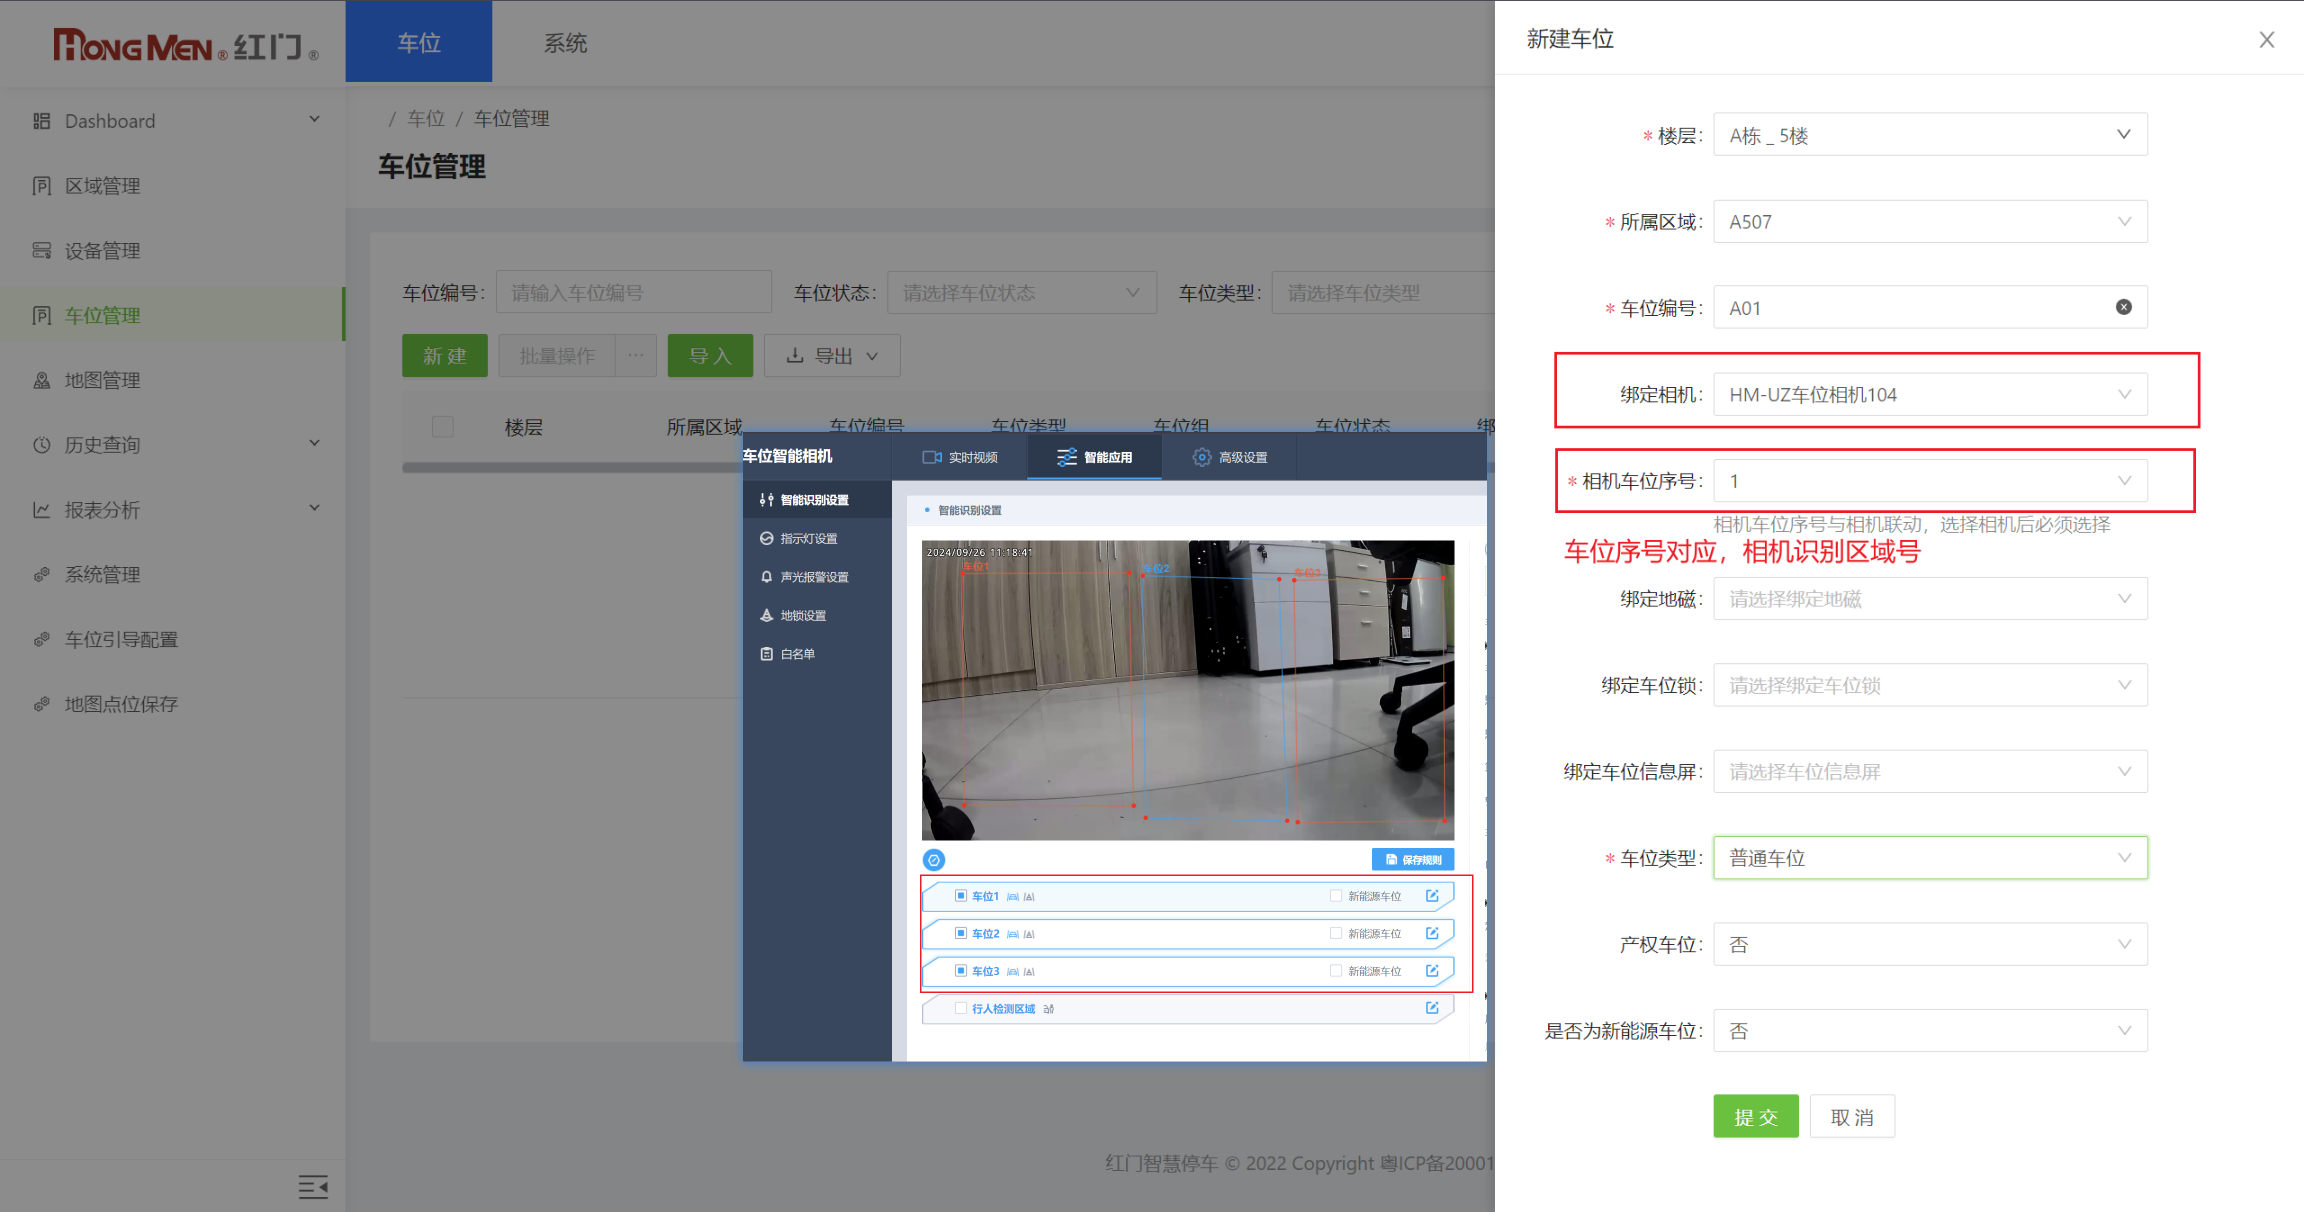 HONGMEN® 红门®
车位
系统
Dashboard
区域管理
设备管理
车位管理
地图管理
历史查询
报表分析
系统管理
车位引导配置
地图点位保存
/ 车位 / 车位管理
车位管理
车位编号: 请输入车位编号
车位状态: 请选择车位状态
车位类型: 请选择车位类型
新 建
批量操作 ···
导 入
导出
楼层 所属区域 车位编号 车位类型 车位组 车位状态 绑
车位智能相机
实时视频
智能应用
高级设置
智能识别设置
指示灯设置
声光报警设置
地锁设置
白名单
智能识别设置
2024/09/26 11:18:41
车位1
车位2
车位3
保存规则
车位1 新能源车位
车位2 新能源车位
车位3 新能源车位
行人检测区域
红门智慧停车 © 2022 Copyright 粤ICP备20001
新建车位
* 楼层: A栋 _ 5楼
* 所属区域: A507
* 车位编号: A01
绑定相机: HM-UZ车位相机104
* 相机车位序号: 1
相机车位序号与相机联动，选择相机后必须选择
车位序号对应，相机识别区域号
绑定地磁: 请选择绑定地磁
绑定车位锁: 请选择绑定车位锁
绑定车位信息屏: 请选择车位信息屏
* 车位类型: 普通车位
产权车位: 否
是否为新能源车位: 否
提 交
取 消